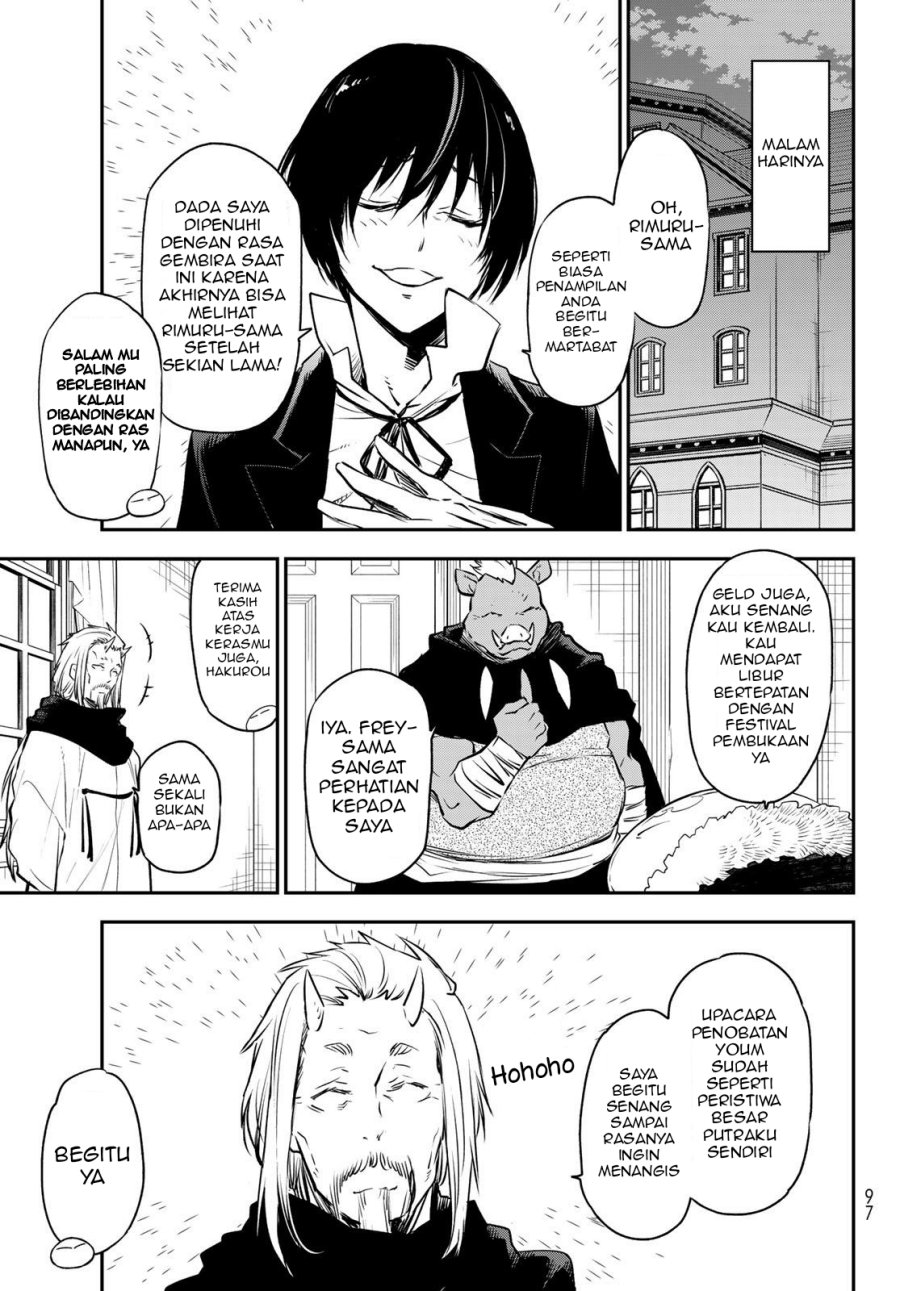 MALAM
HARINYA
OH,
RIMURU-
SAMA
SEPERTI
BIASA
PENAMPILAN
ANDA
BEGITU
BER-
MARTABAT
DADA SAYA
DIPENUHI
DENGAN RASA
GEMBIRA SAAT
INI KARENA
AKHIRNYA BISA
MELIHAT
RIMURU-SAMA
SETELAH
SEKIAN LAMA!
SALAM MU
PALING
BERLEBIHAN
KALAU
DIBANDINGKAN
DENGAN RAS
MANAPUN, YA
GELD JUGA,
AKU SENANG
KAU KEMBALI.
KAU
MENDAPAT
LIBUR
BERTEPATAN
DENGAN
FESTIVAL
PEMBUKAAN
YA
IYA. FREY-
SAMA
SANGAT
PERHATIAN
KEPADA
SAYA
TERIMA
KASIH
ATAS
KERJA
KERASMU
JUGA,
HAKUROU
SAMA
SEKALI
BUKAN
APA-APA
UPACARA
PENOBATAN
YOUM
SUDAH
SEPERTI
PERISTIWA
BESAR
PUTRAKU
SENDIRI
SAYA
BEGITU
SENANG
SAMPAI
RASANYA
INGIN
MENANGIS
Hohoho
BEGITU
YA
97